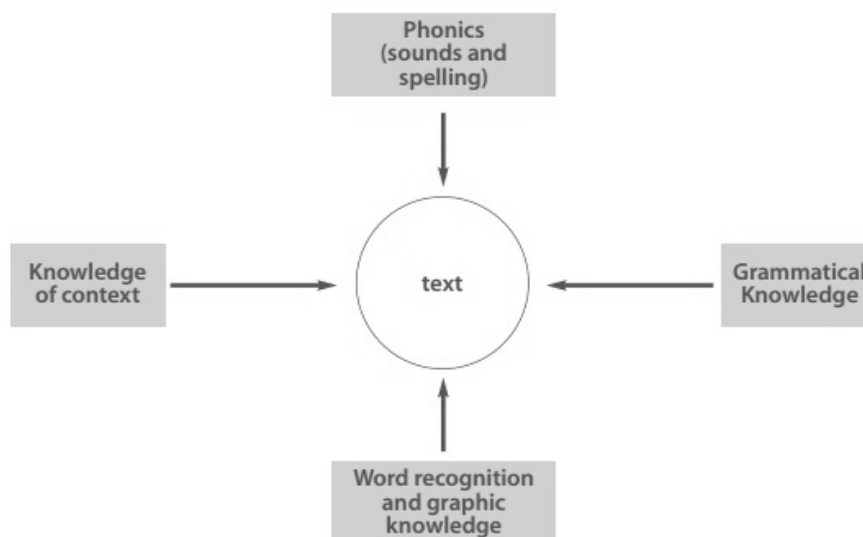 Phonics
(sounds and
spelling)
Knowledge
of context
text
Grammatical
Knowledge
Word recognition
and graphic
knowledge